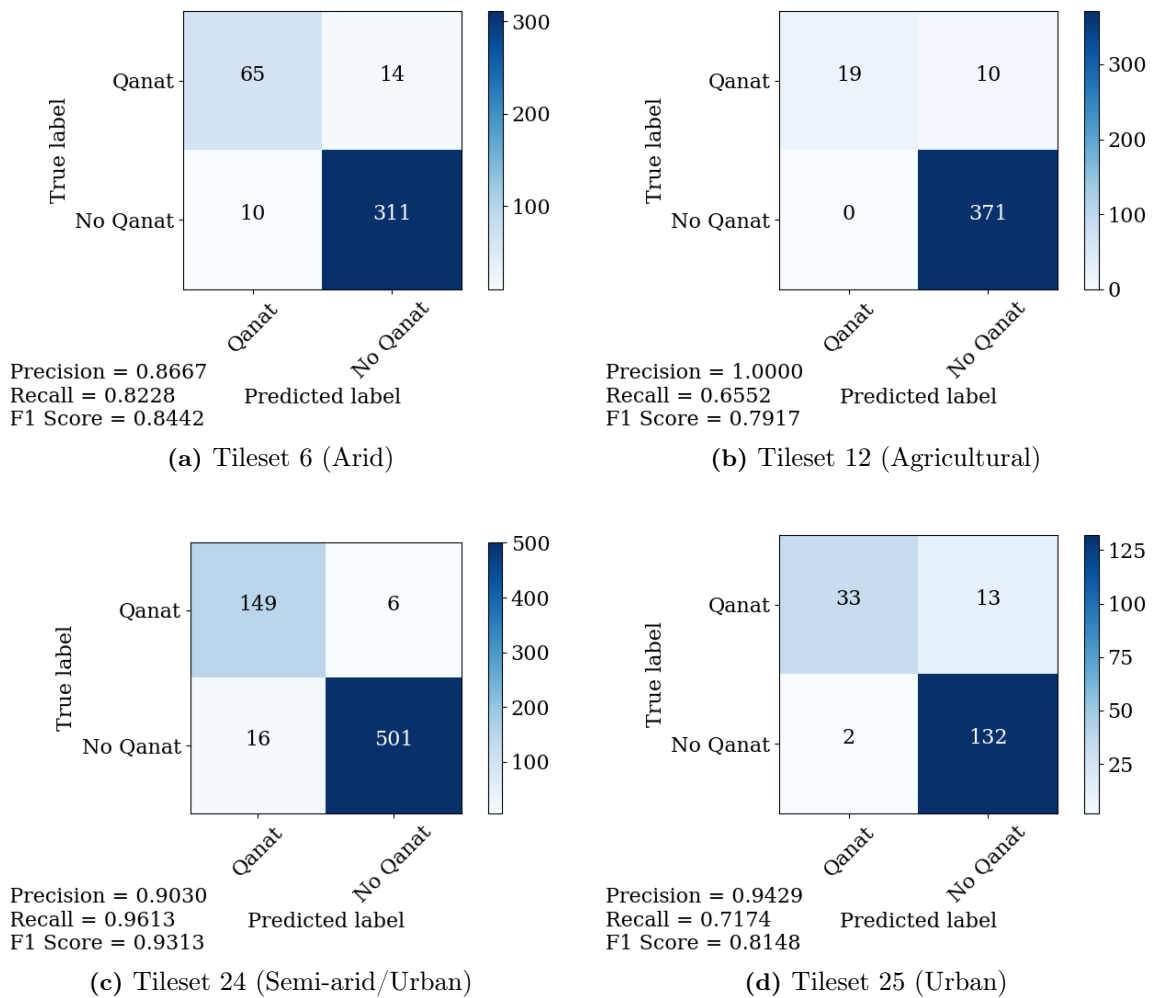 300
Qanat
65
14
200
True label
No Qanat
10
311
100
Qanat
No Qanat
Precision = 0.8667
Recall = 0.8228
Predicted label
F1 Score = 0.8442
(a) Tileset 6 (Arid)
300
Qanat
19
10
200
True label
No Qanat
0
371
100
0
Qanat
No Qanat
Precision = 1.0000
Recall = 0.6552
Predicted label
F1 Score = 0.7917
(b) Tileset 12 (Agricultural)
500
Qanat
149
6
400
300
True label
200
No Qanat
16
501
100
Qanat
No Qanat
Precision = 0.9030
Recall = 0.9613
Predicted label
F1 Score = 0.9313
(c) Tileset 24 (Semi-arid/Urban)
125
Qanat
33
13
100
75
True label
50
No Qanat
2
132
25
Qanat
No Qanat
Precision = 0.9429
Recall = 0.7174
Predicted label
F1 Score = 0.8148
(d) Tileset 25 (Urban)